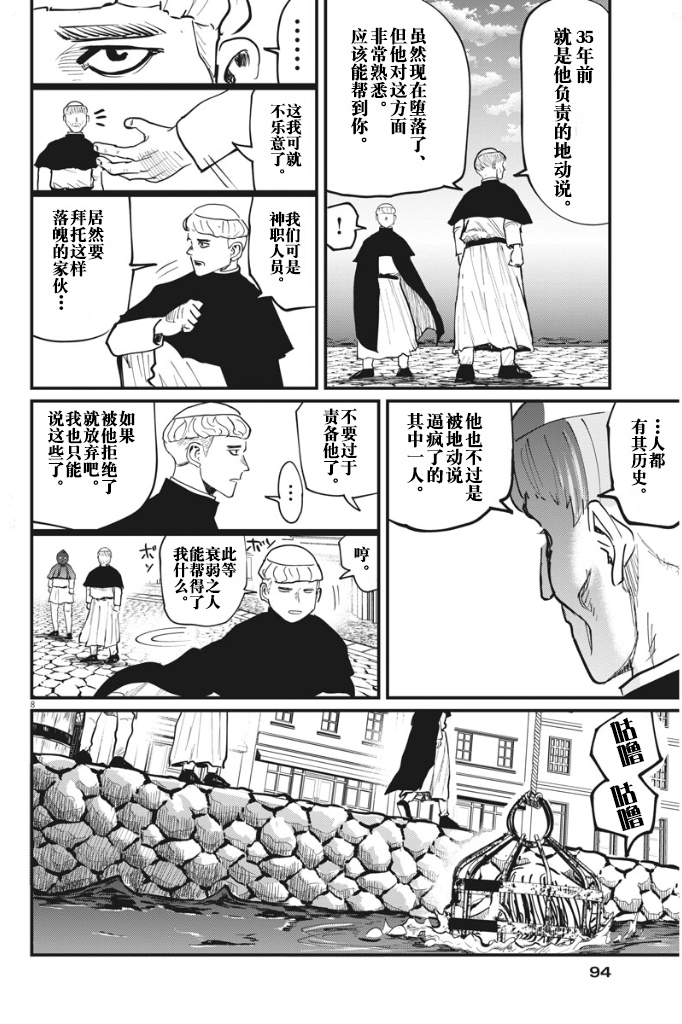 35年前
就是他负责的地动说。
虽然现在堕落了、
但他对这方面
非常熟悉。
应该能帮到你。
！
……
这我可就
不乐意了。
我们可是
神职人员。
居然要
拜托这样
落魄的家伙…
…人都
有其历史。
他也不过是
被地动说
逼疯了的
其中一人。
不要过于
责备他了。
…
如果
被他拒绝了
就放弃吧。
我也只能
说这些了。
哼。
ボッ
此等
衰弱之人
能帮得了
我什么。
ボッ
8
咕噜
咕噜
94